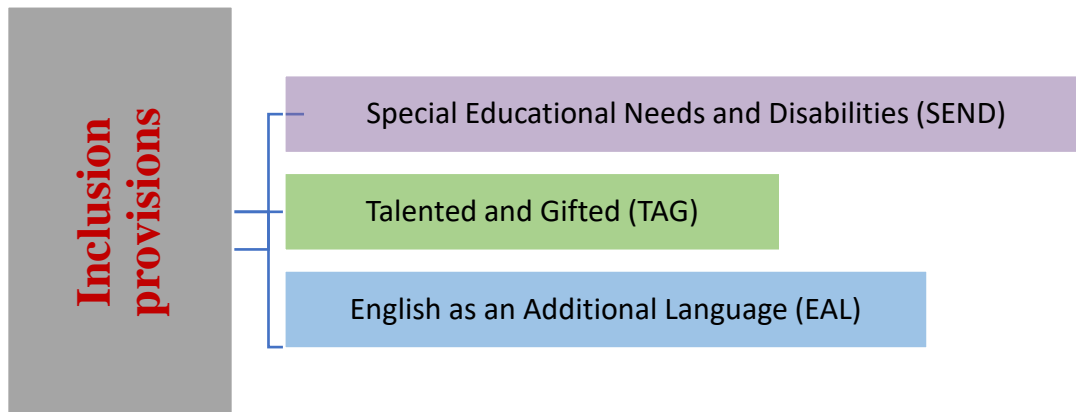 Inclusion
provisions
Special Educational Needs and Disabilities (SEND)
Talented and Gifted (TAG)
English as an Additional Language (EAL)